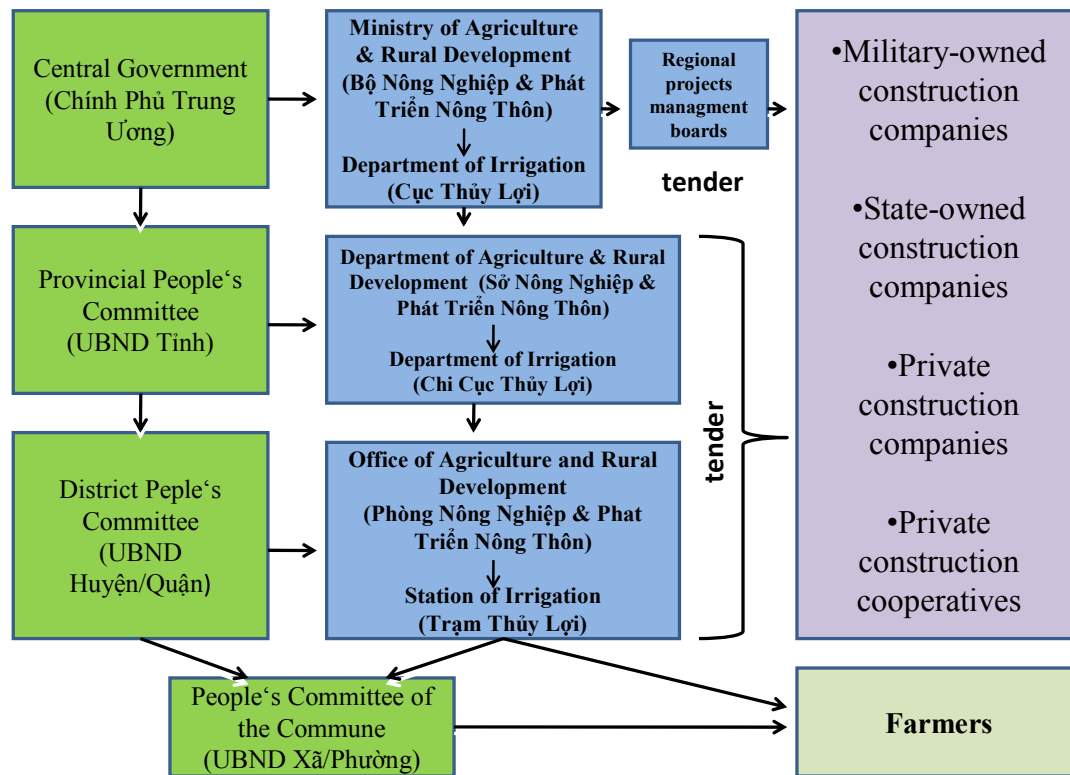 Central Government
(Chính Phủ Trung
Ương)
Ministry of Agriculture
& Rural Development
(Bộ Nông Nghiệp & Phát
Triển Nông Thôn)
Department of Irrigation
(Cục Thủy Lợi)
Regional
projects
managment
boards
tender
•Military-owned
construction
companies
•State-owned
construction
companies
•Private
construction
companies
•Private
construction
cooperatives
Provincial People‘s
Committee
(UBND Tỉnh)
Department of Agriculture & Rural
Development (Sở Nông Nghiệp &
Phát Triển Nông Thôn)
Department of Irrigation
(Chi Cục Thủy Lợi)
tender
District Peple‘s
Committee
(UBND
Huyện/Quận)
Office of Agriculture and Rural
Development
(Phòng Nông Nghiệp & Phat
Triển Nông Thôn)
Station of Irrigation
(Trạm Thủy Lợi)
People‘s Committee of
the Commune
(UBND Xã/Phường)
Farmers